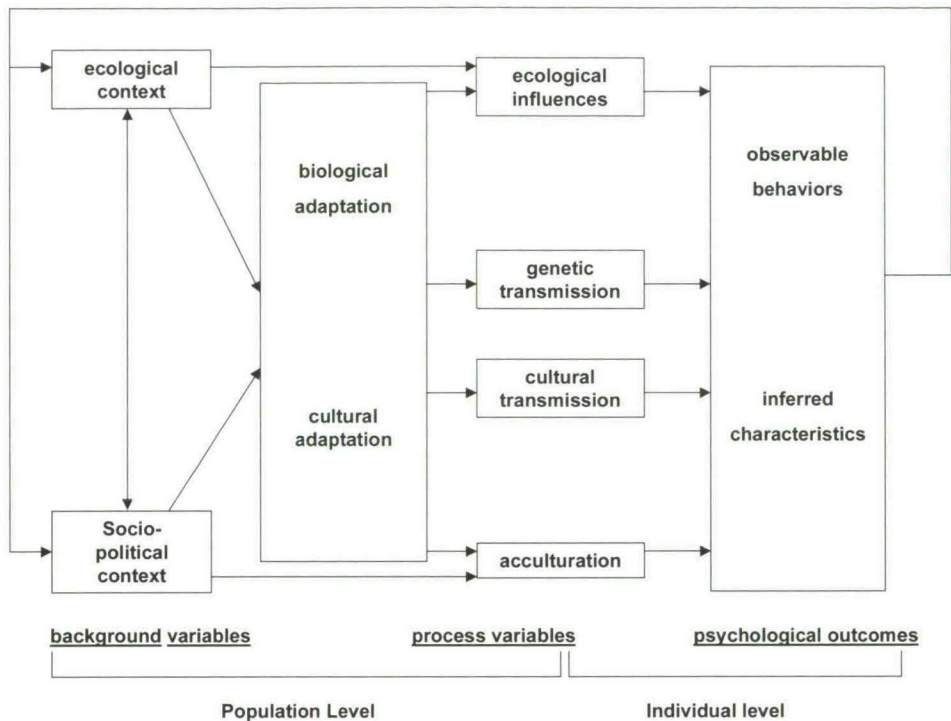 ecological
context
ecological
influences
biological
adaptation
observable
behaviors
genetic
transmission
cultural
transmission
cultural
adaptation
inferred
characteristics
Socio-
political
context
acculturation
background variables
process variables
psychological outcomes
Population Level
Individual level